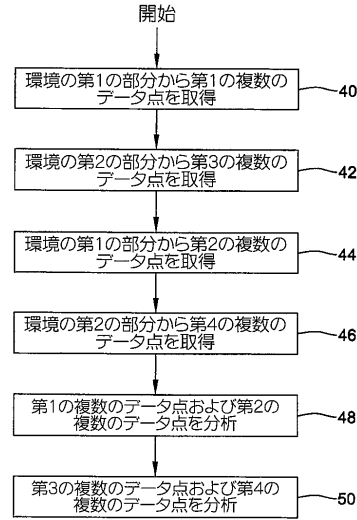 開始
環境の第1の部分から第1の複数の
データ点を取得
40
環境の第2の部分から第3の複数の
データ点を取得
42
環境の第1の部分から第2の複数の
データ点を取得
44
環境の第2の部分から第4の複数の
データ点を取得
46
第1の複数のデータ点および第2の
複数のデータ点を分析
48
第3の複数のデータ点および第4の
複数のデータ点を分析
50